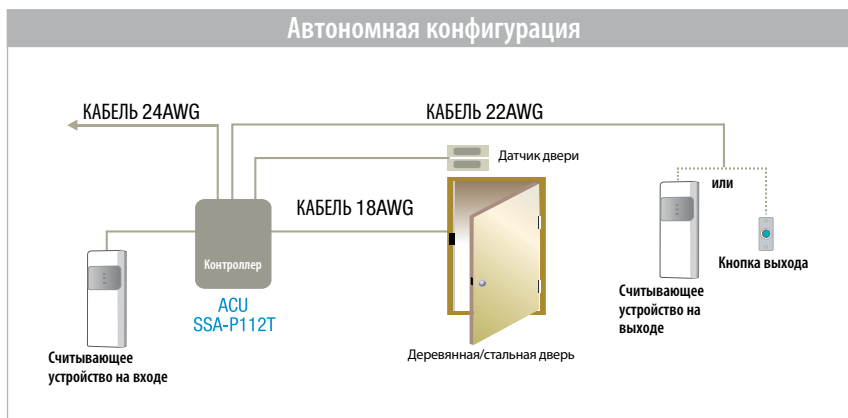 Автономная конфигурация
КАБЕЛЬ 24AWG
КАБЕЛЬ 22AWG
Датчик двери
или
КАБЕЛЬ 18AWG
Контроллер
Кнопка выхода
ACU
SSA-P112T
Считывающее
устройство на
выходе
Считывающее
устройство на входе
Деревянная/стальная дверь